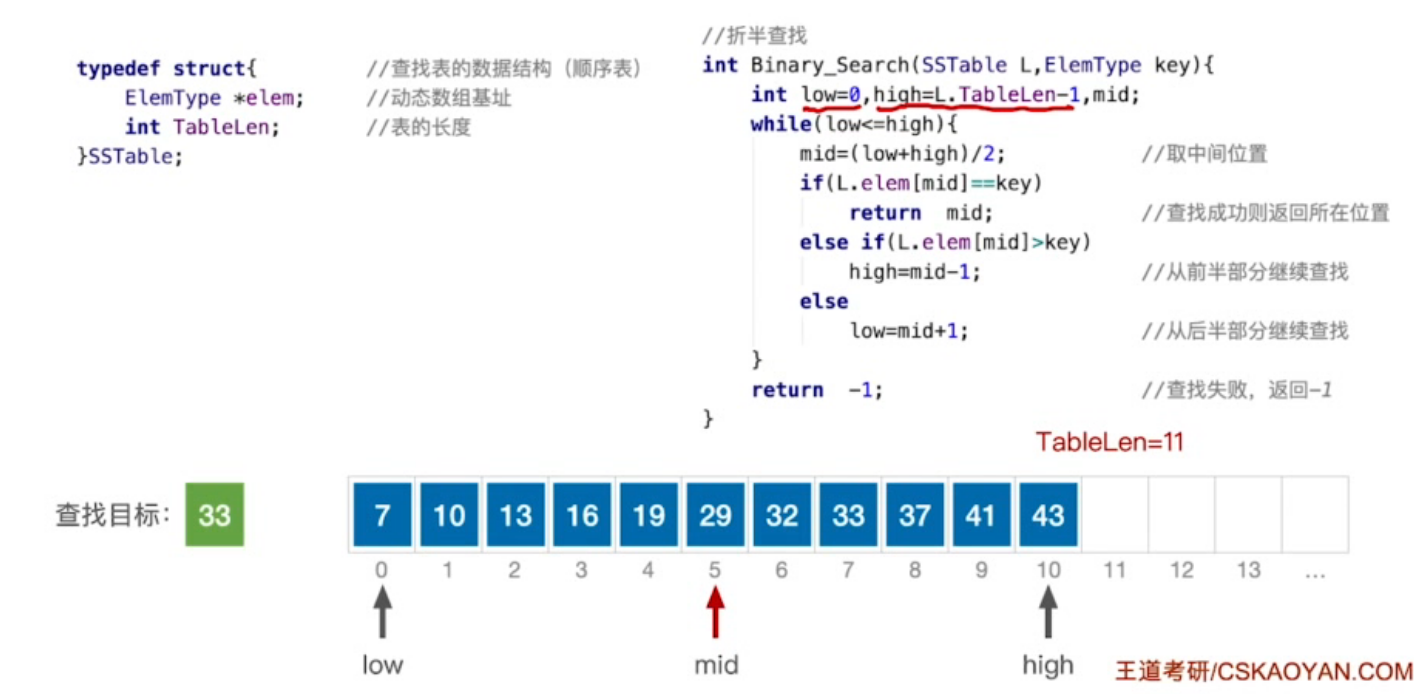 typedef struct{ //查找表的数据结构（顺序表）
ElemType *elem; //动态数组基址
int TableLen; //表的长度
}SSTable;
//折半查找
int Binary_Search(SSTable L,ElemType key){
int low=0,high=L.TableLen-1,mid;
while(low<=high){
mid=(low+high)/2; //取中间位置
if(L.elem[mid]==key)
return mid; //查找成功则返回所在位置
else if(L.elem[mid]>key)
high=mid-1; //从前半部分继续查找
else
low=mid+1; //从后半部分继续查找
}
return -1; //查找失败，返回-1
}
TableLen=11
查找目标： 33 7 10 13 16 19 29 32 33 37 41 43
0 1 2 3 4 5 6 7 8 9 10 11 12 13 ...
low mid high
王道考研/CSKAOYAN.COM